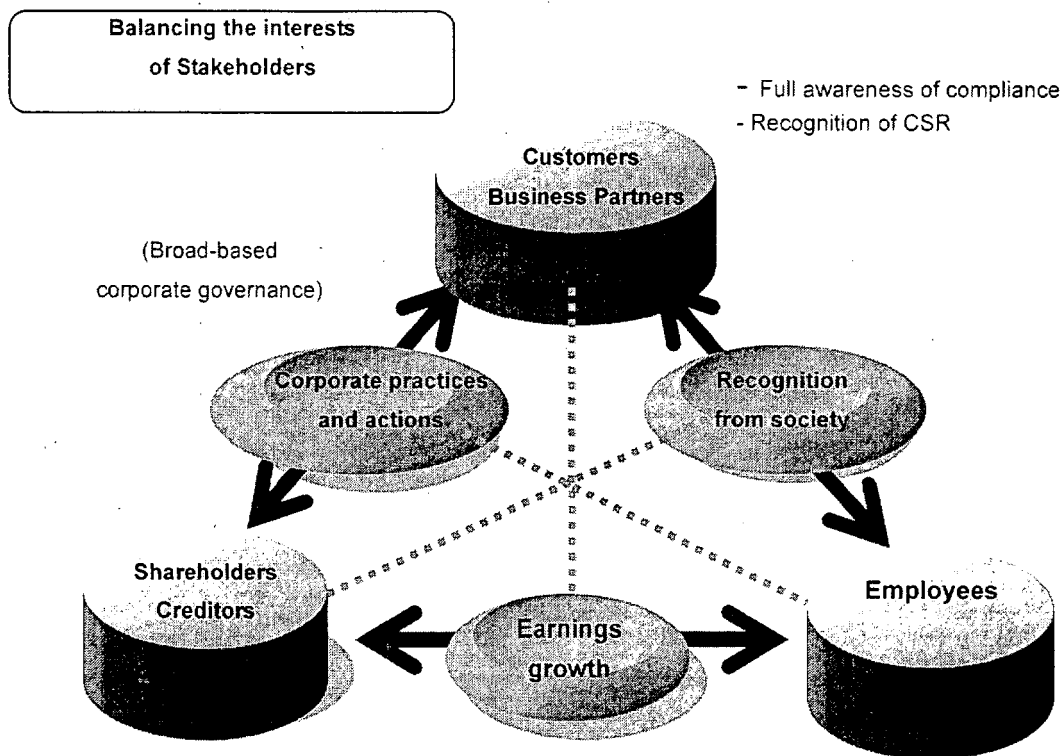 Balancing the interests
of Stakeholders
- Full awareness of compliance
- Recognition of CSR
Customers
Business Partners
(Broad-based
corporate governance)
Corporate practices
and actions
Recognition
from society
Shareholders
Creditors
Earnings
growth
Employees